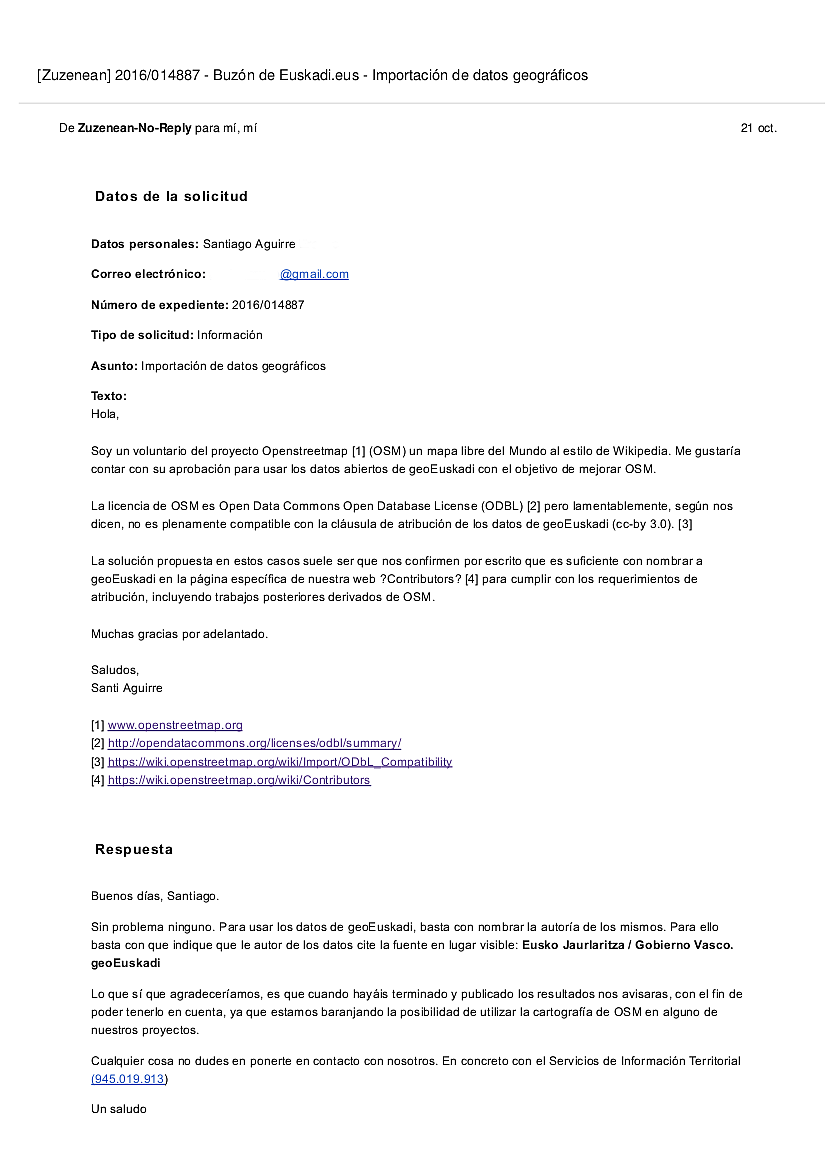 [Zuzenean] 2016/014887 - Buzón de Euskadi.eus - Importación de datos geográficos
De Zuzenean-No-Reply para mí, mí 21 oct.
Datos de la solicitud
Datos personales: Santiago Aguirre
Correo electrónico: @gmail.com
Número de expediente: 2016/014887
Tipo de solicitud: Información
Asunto: Importación de datos geográficos
Texto:
Hola,
Soy un voluntario del proyecto Openstreetmap [1] (OSM) un mapa libre del Mundo al estilo de Wikipedia. Me gustaría
contar con su aprobación para usar los datos abiertos de geoEuskadi con el objetivo de mejorar OSM.
La licencia de OSM es Open Data Commons Open Database License (ODBL) [2] pero lamentablemente, según nos
dicen, no es plenamente compatible con la cláusula de atribución de los datos de geoEuskadi (cc-by 3.0). [3]
La solución propuesta en estos casos suele ser que nos confirmen por escrito que es suficiente con nombrar a
geoEuskadi en la página específica de nuestra web ?Contributors? [4] para cumplir con los requerimientos de
atribución, incluyendo trabajos posteriores derivados de OSM.
Muchas gracias por adelantado.
Saludos,
Santi Aguirre
[1] www.openstreetmap.org
[2] http://opendatacommons.org/licenses/odbl/summary/
[3] https://wiki.openstreetmap.org/wiki/Import/ODbL_Compatibility
[4] https://wiki.openstreetmap.org/wiki/Contributors
Respuesta
Buenos días, Santiago.
Sin problema ninguno. Para usar los datos de geoEuskadi, basta con nombrar la autoría de los mismos. Para ello
basta con que indique que le autor de los datos cite la fuente en lugar visible: Eusko Jaurlaritza / Gobierno Vasco.
geoEuskadi
Lo que sí que agradeceríamos, es que cuando hayáis terminado y publicado los resultados nos avisaras, con el fin de
poder tenerlo en cuenta, ya que estamos baranjando la posibilidad de utilizar la cartografía de OSM en alguno de
nuestros proyectos.
Cualquier cosa no dudes en ponerte en contacto con nosotros. En concreto con el Servicios de Información Territorial
(945.019.913)
Un saludo